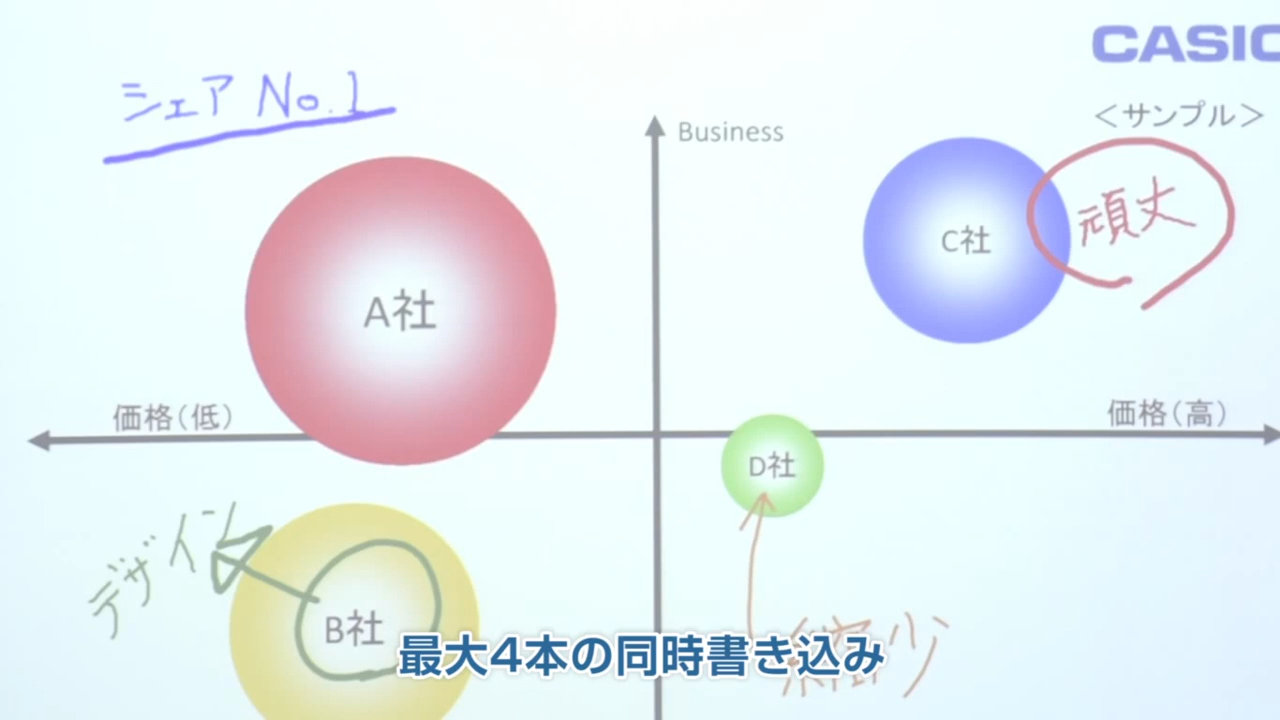 CASIO
シェア No.1
Business
<サンプル>
頑丈
C社
A社
価格(低)
価格(高)
D社
デザイン
B社
最大4本の同時書き込み